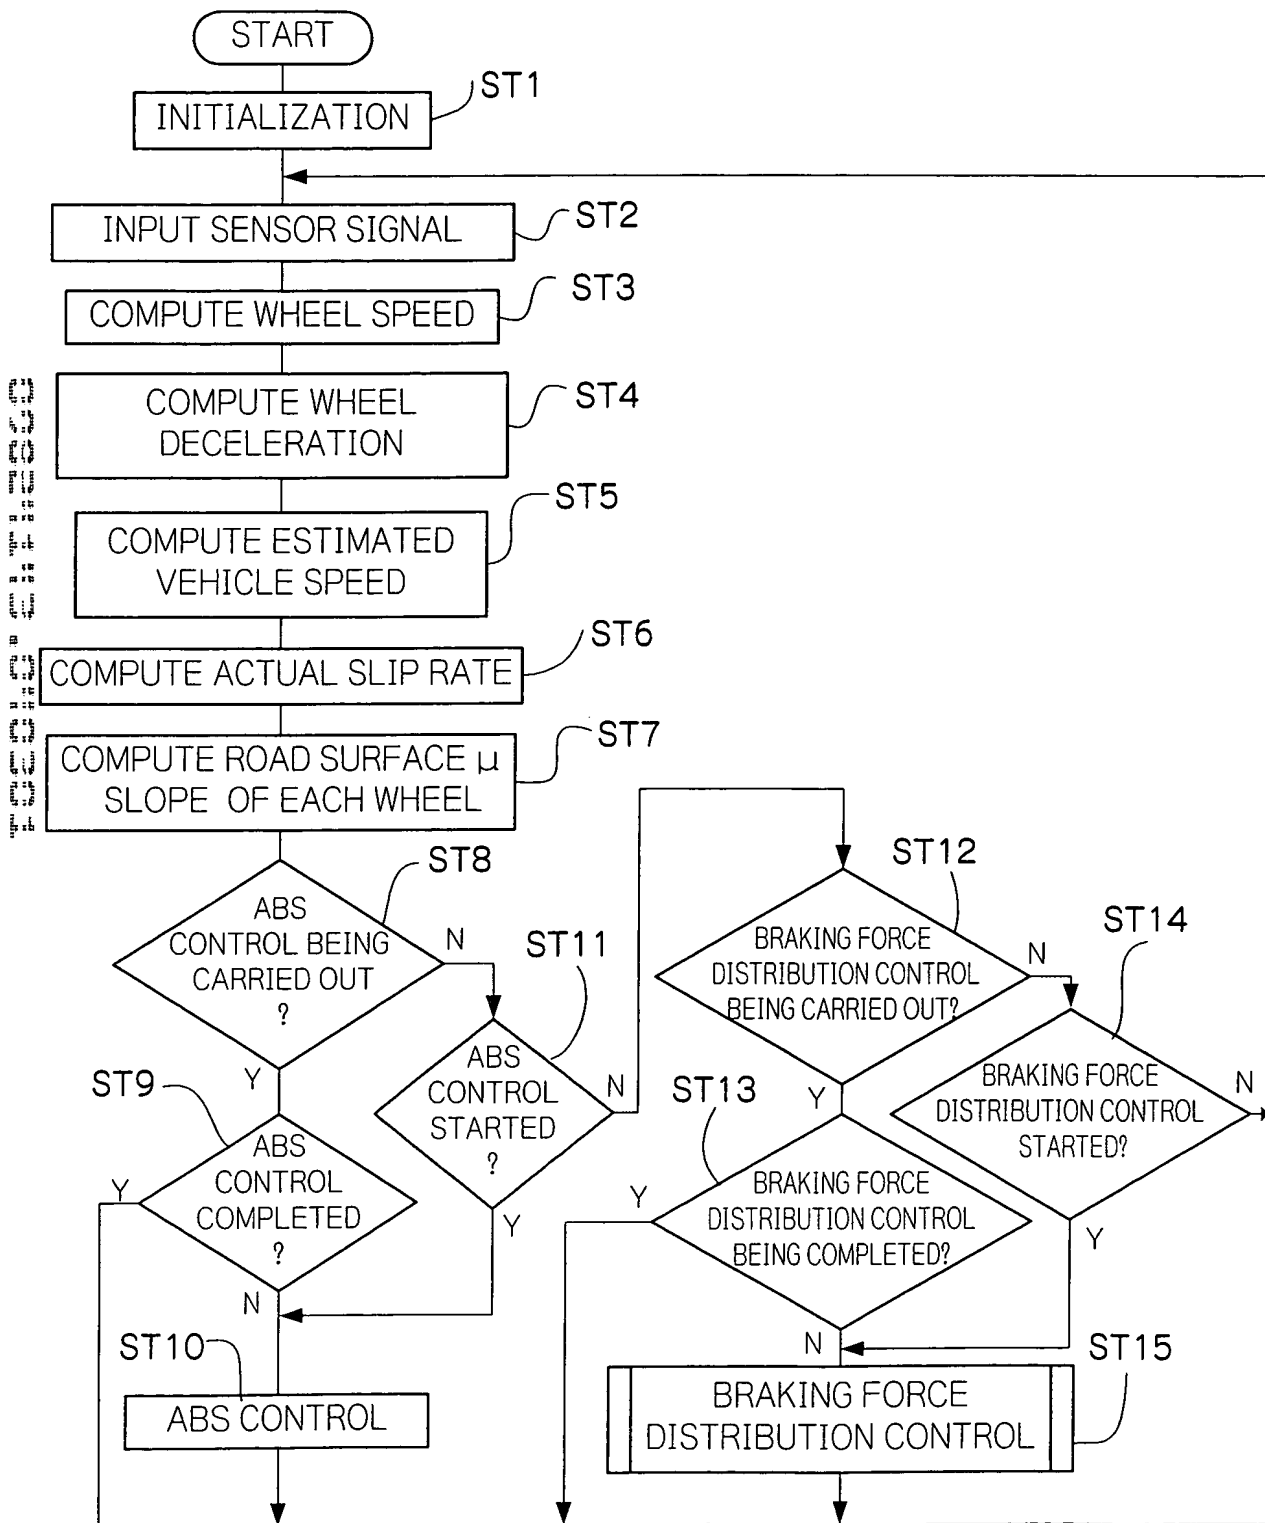 START
ST1
INITIALIZATION
ST2
INPUT SENSOR SIGNAL
ST3
COMPUTE WHEEL SPEED
ST4
COMPUTE WHEEL
DECELERATION
ST5
COMPUTE ESTIMATED
VEHICLE SPEED
ST6
COMPUTE ACTUAL SLIP RATE
ST7
COMPUTE ROAD SURFACE μ
SLOPE OF EACH WHEEL
ST8
ABS
CONTROL BEING
CARRIED OUT
?
N
Y
ST9
ABS
CONTROL
COMPLETED
?
Y
N
ST10
ABS CONTROL
ST11
ABS
CONTROL
STARTED
?
N
Y
ST12
BRAKING FORCE
DISTRIBUTION CONTROL
BEING CARRIED OUT?
N
Y
ST13
BRAKING FORCE
DISTRIBUTION CONTROL
BEING COMPLETED?
Y
N
ST14
BRAKING FORCE
DISTRIBUTION CONTROL
STARTED?
N
Y
ST15
BRAKING FORCE
DISTRIBUTION CONTROL